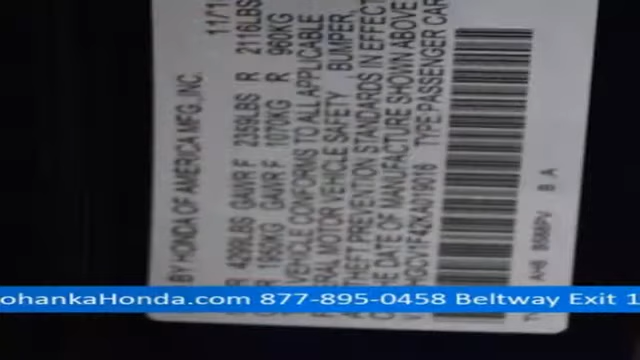 BY HONDA OF AMERICA MFG., INC. 11/1
4299LBS GAWR F 2359LBS R 2116LBS
1950KG GAWR F 1070KG R 960KG
VEHICLE CONFORMS TO ALL APPLICABLE
MOTOR VEHICLE SAFETY, BUMPER,
THEFT PREVENTION STANDARDS IN EFFECT
THE DATE OF MANUFACTURE SHOWN ABOVE
TYPE PASSENGER CAR
B A
ohankaHonda.com 877-895-0458 Beltway Exit 1